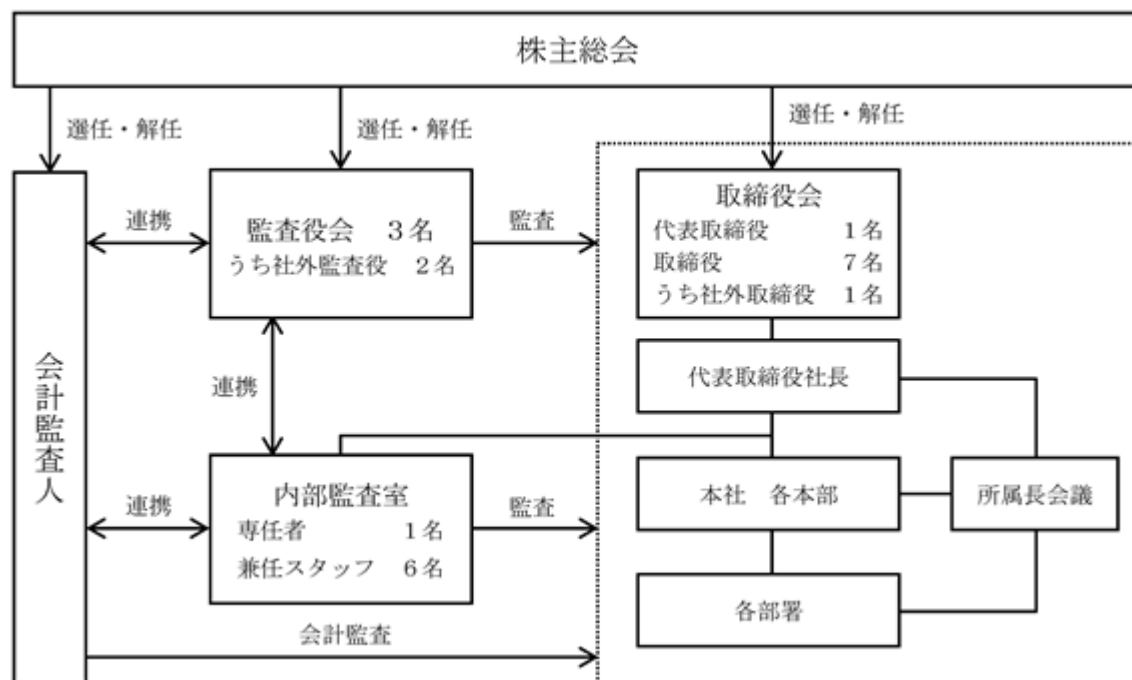 株主総会
選任・解任
選任・解任
選任・解任
取締役会
代表取締役 1名
取締役 7名
うち社外取締役 1名
連携
監査役会 3名
うち社外監査役 2名
監査
代表取締役社長
連携
会計監査人
内部監査室
専任者 1名
兼任スタッフ 6名
連携
監査
本社 各本部
所属長会議
各部署
会計監査